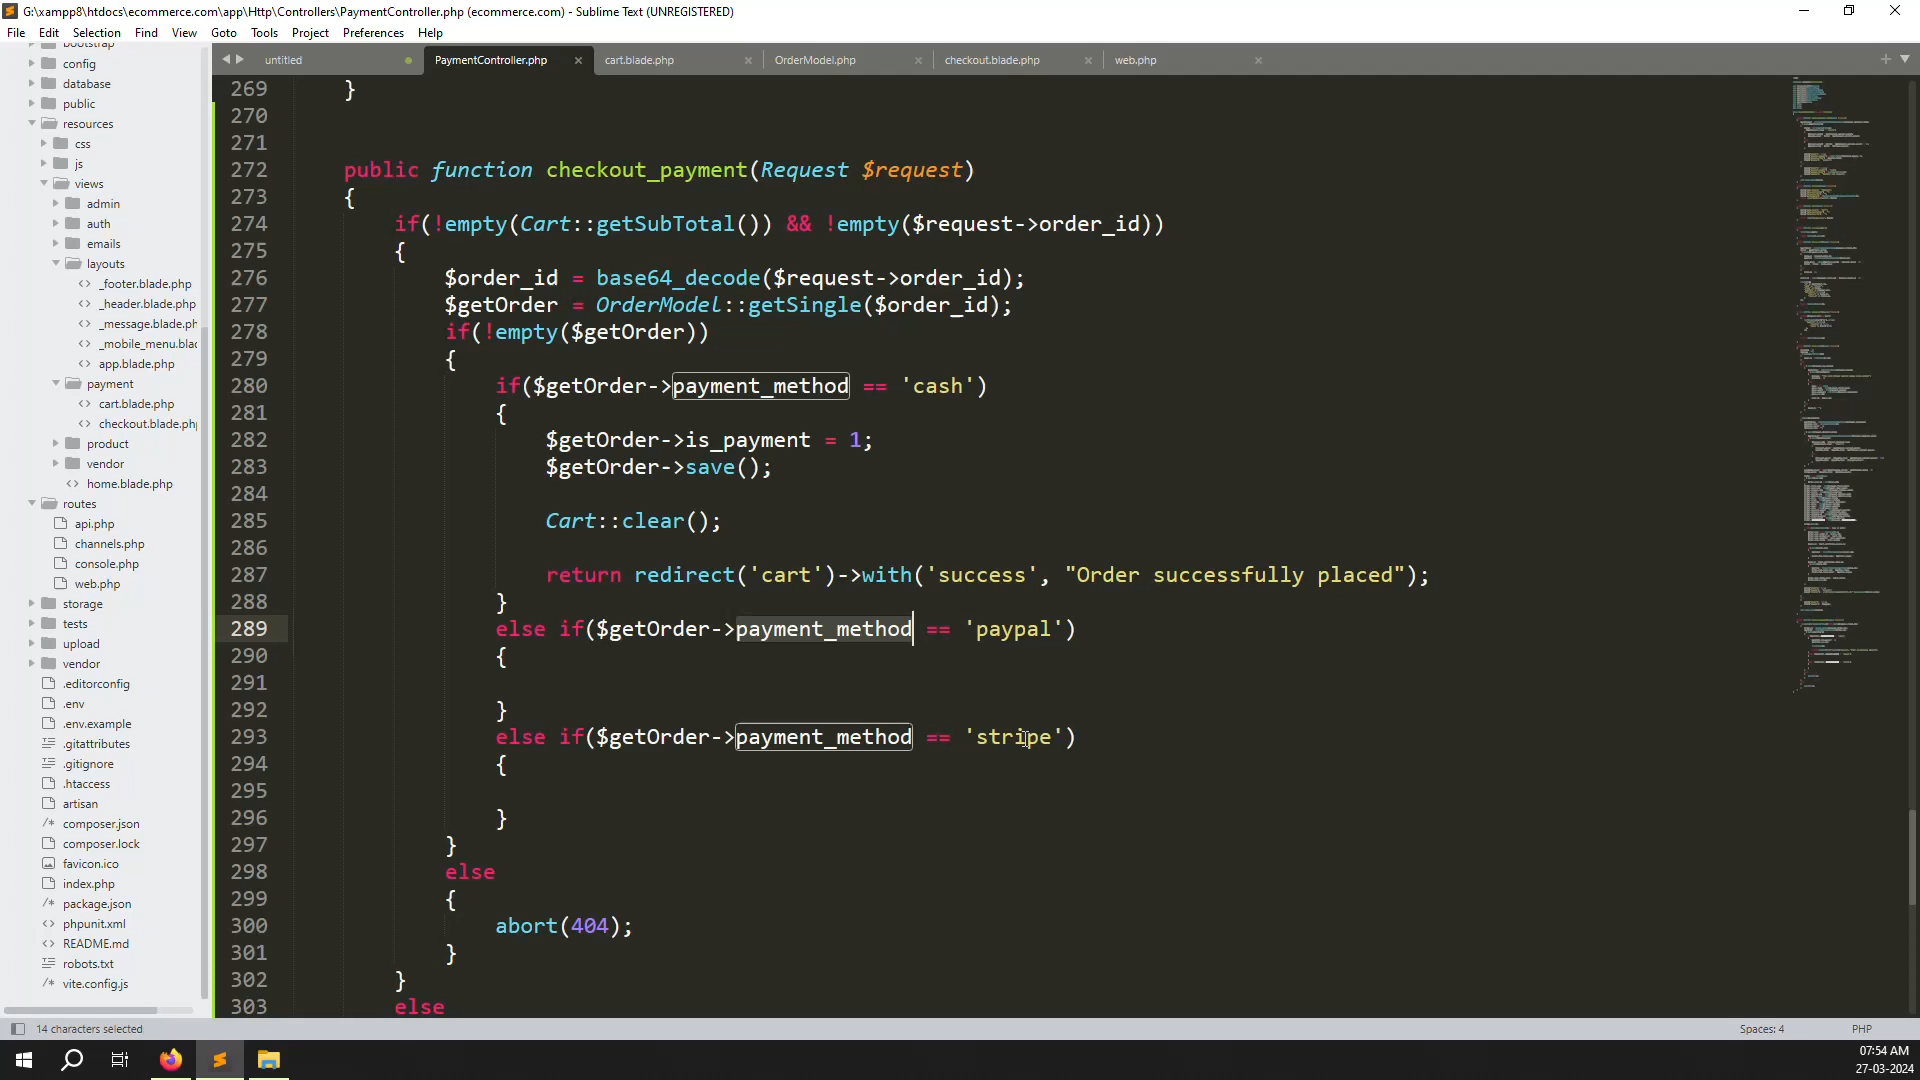 G:\xampp8\htdocs\ecommerce.com\app\Http\Controllers\PaymentController.php (ecommerce.com) - Sublime Text (UNREGISTERED)
File Edit Selection Find View Goto Tools Project Preferences Help
untitled PaymentController.php cart.blade.php OrderModel.php checkout.blade.php web.php
bootstrap
config
database
public
resources
css
js
views
admin
auth
emails
layouts
_footer.blade.php
_header.blade.php
_message.blade.ph
_mobile_menu.blac
app.blade.php
payment
cart.blade.php
checkout.blade.php
product
vendor
home.blade.php
routes
api.php
channels.php
console.php
web.php
storage
tests
upload
vendor
.editorconfig
.env
.env.example
.gitattributes
.gitignore
.htaccess
artisan
composer.json
composer.lock
favicon.ico
index.php
package.json
phpunit.xml
README.md
robots.txt
vite.config.js
269 }
270
271
272 public function checkout_payment(Request $request)
273 {
274 if(!empty(Cart::getSubTotal()) && !empty($request->order_id))
275 {
276 $order_id = base64_decode($request->order_id);
277 $getOrder = OrderModel::getSingle($order_id);
278 if(!empty($getOrder))
279 {
280 if($getOrder->payment_method == 'cash')
281 {
282 $getOrder->is_payment = 1;
283 $getOrder->save();
284
285 Cart::clear();
286
287 return redirect('cart')->with('success', "Order successfully placed");
288 }
289 else if($getOrder->payment_method == 'paypal')
290 {
291
292 }
293 else if($getOrder->payment_method == 'stripe')
294 {
295
296 }
297 }
298 else
299 {
300 abort(404);
301 }
302 }
303 else
14 characters selected
Spaces: 4 PHP
07:54 AM
27-03-2024